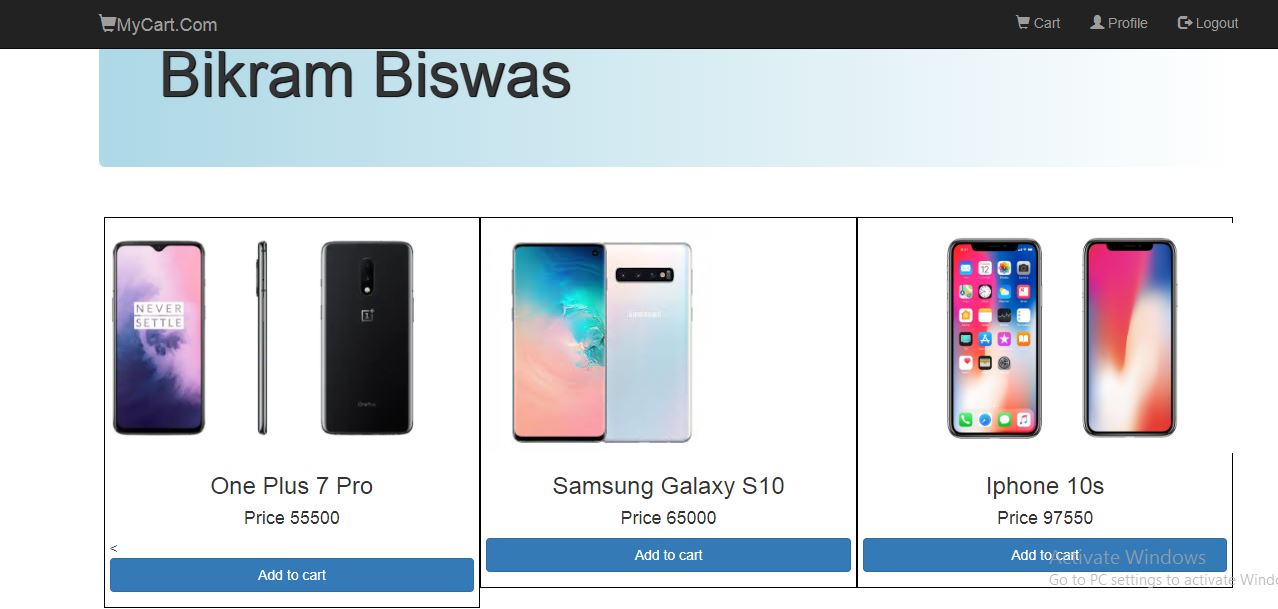 MyCart.Com
Cart
Profile
Logout
Bikram Biswas
NEVER
SETTLE
SAMSUNG
12
One Plus 7 Pro
Samsung Galaxy S10
Iphone 10s
Price 55500
Price 65000
Price 97550
<
Add to cart
Add to cart
Add to cart
Activate Windows
Go to PC settings to activate Windo